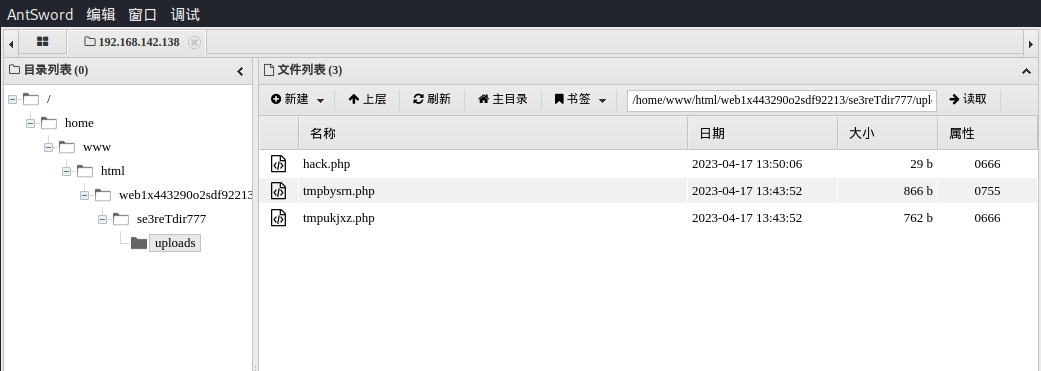 AntSword 编辑 窗口 调试
192.168.142.138
目录列表 (0)
/
home
www
html
web1x443290o2sdf92213
se3reTdir777
uploads
文件列表 (3)
新建 上层 刷新 主目录 书签 /home/www/html/web1x443290o2sdf92213/se3reTdir777/uplo 读取
名称 日期 大小 属性
hack.php 2023-04-17 13:50:06 29 b 0666
tmpbysrn.php 2023-04-17 13:43:52 866 b 0755
tmpukjxz.php 2023-04-17 13:43:52 762 b 0666